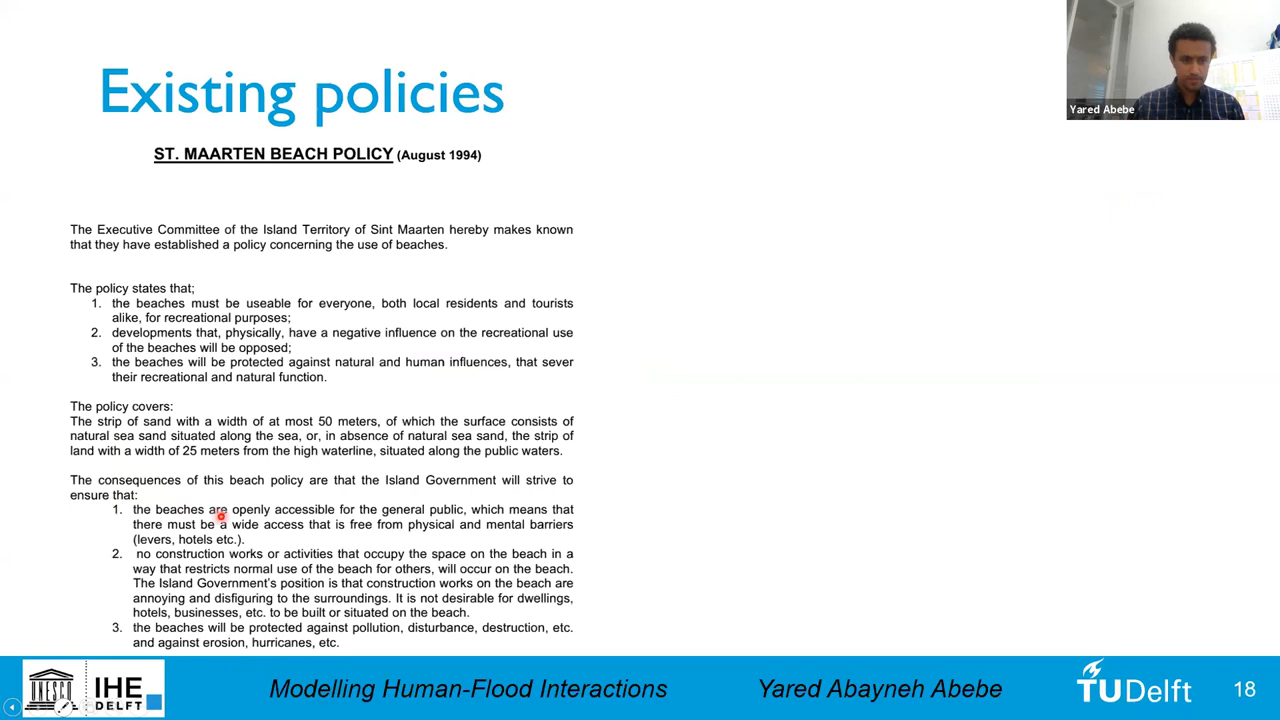 Existing policies
Yared Abebe
ST. MAARTEN BEACH POLICY (August 1994)
The Executive Committee of the Island Territory of Sint Maarten hereby makes known
that they have established a policy concerning the use of beaches.
The policy states that;
1. the beaches must be useable for everyone, both local residents and tourists
alike, for recreational purposes;
2. developments that, physically, have a negative influence on the recreational use
of the beaches will be opposed;
3. the beaches will be protected against natural and human influences, that sever
their recreational and natural function.
The policy covers:
The strip of sand with a width of at most 50 meters, of which the surface consists of
natural sea sand situated along the sea, or, in absence of natural sea sand, the strip of
land with a width of 25 meters from the high waterline, situated along the public waters.
The consequences of this beach policy are that the Island Government will strive to
ensure that:
1. the beaches are openly accessible for the general public, which means that
there must be a wide access that is free from physical and mental barriers
(levers, hotels etc.).
2. no construction works or activities that occupy the space on the beach in a
way that restricts normal use of the beach for others, will occur on the beach.
The Island Government's position is that construction works on the beach are
annoying and disfiguring to the surroundings. It is not desirable for dwellings,
hotels, businesses, etc. to be built or situated on the beach.
3. the beaches will be protected against pollution, disturbance, destruction, etc.
and against erosion, hurricanes, etc.
UNESCO
IHE
DELFT
Modelling Human-Flood Interactions
Yared Abayneh Abebe
TUDelft
18